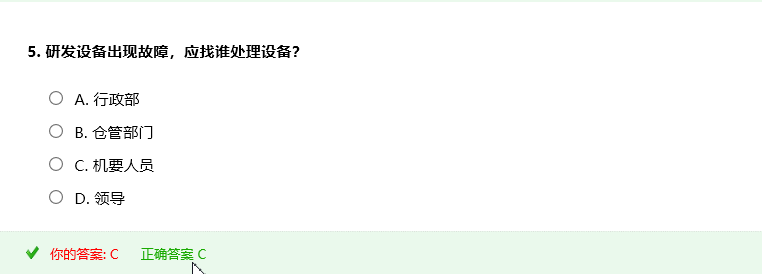 5. 研发设备出现故障，应找谁处理设备？
A. 行政部
B. 仓管部门
C. 机要人员
D. 领导
你的答案: C 正确答案 C